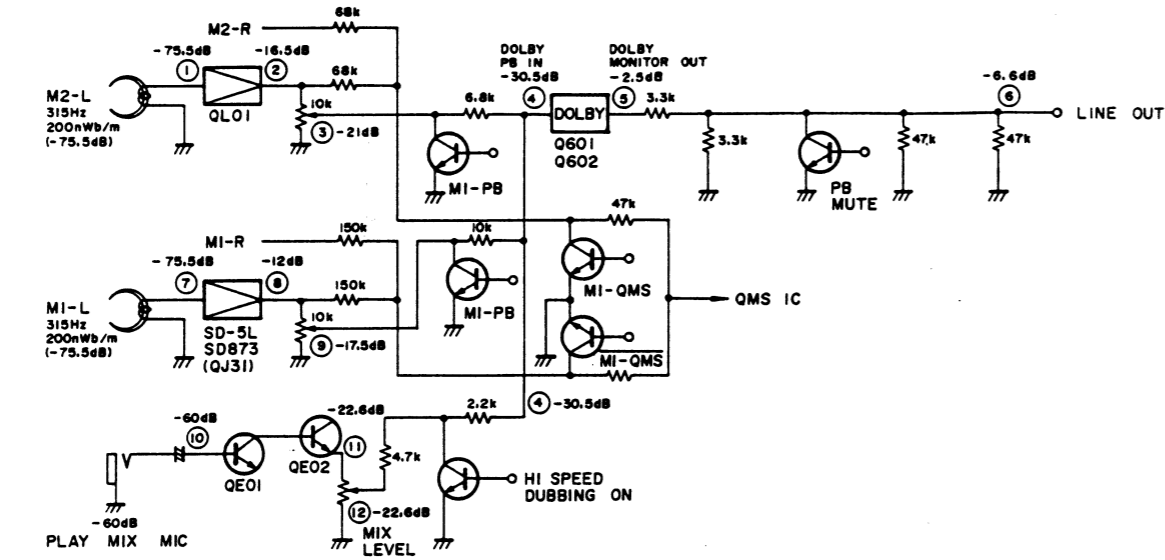 M2-R
68k
-75.5dB
-16.5dB
1
2
68k
M2-L
315Hz
200nWb/m
(-75.5dB)
QL01
10k
3 -21dB
6.8k
DOLBY
PB IN
-30.5dB
4
DOLBY
MONITOR OUT
-2.5dB
5
DOLBY
Q601
Q602
3.3k
-6.6dB
6
LINE OUT
M1-PB
3.3k
PB
MUTE
47k
47k
M1-R
150k
10k
47k
-75.5dB
-12dB
7
8
150k
M1-L
315Hz
200nWb/m
(-75.5dB)
SD-5L
SD873
(QJ31)
10k
9 -17.5dB
M1-PB
M1-QMS
QMS IC
M1-QMS
-60dB
10
-22.6dB
11
QE01
QE02
2.2k
4 -30.5dB
4.7k
HI SPEED
DUBBING ON
12 -22.6dB
MIX
LEVEL
-60dB
PLAY MIX MIC